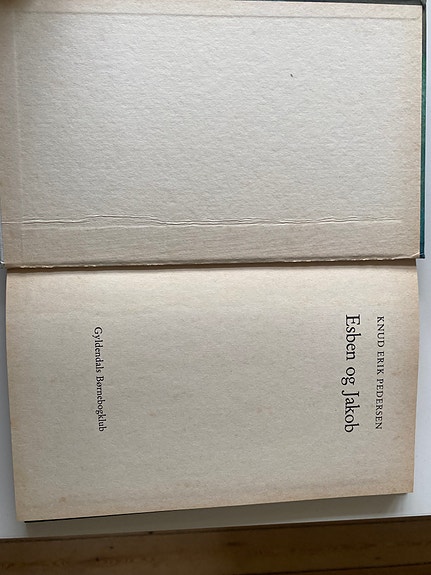 KNUD ERIK PEDERSEN
Esben og Jakob
Gyldendals Børnebogklub